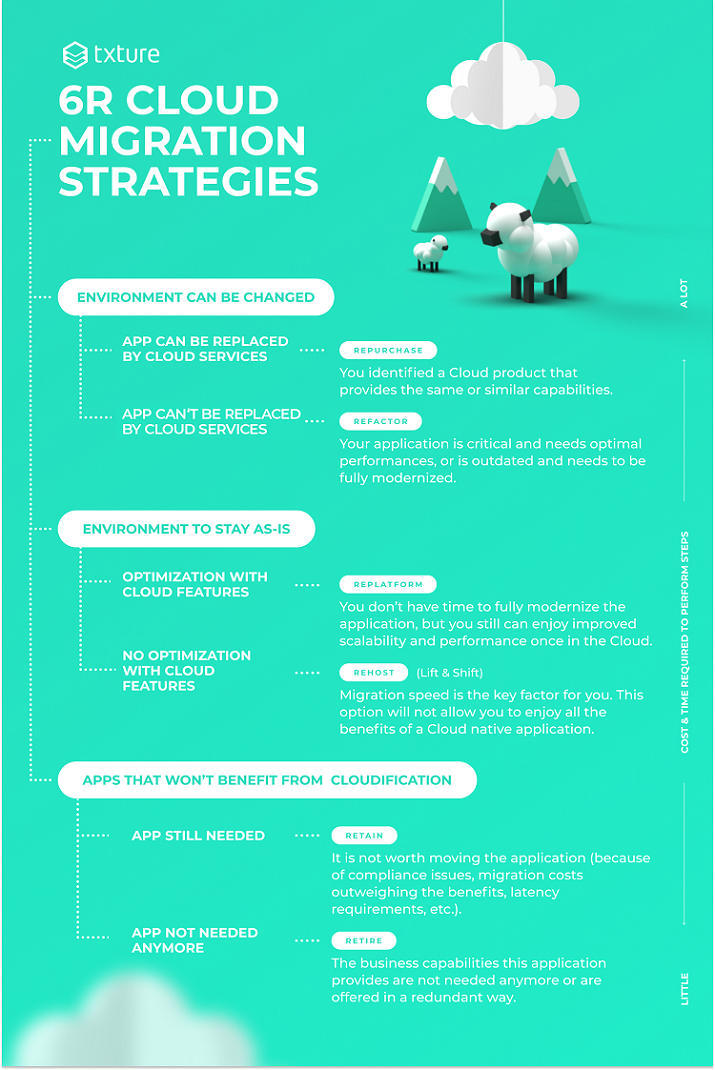 txture
6R CLOUD
MIGRATION
STRATEGIES
ENVIRONMENT CAN BE CHANGED
APP CAN BE REPLACED
BY CLOUD SERVICES
REPURCHASE
You identified a Cloud product that
provides the same or similar capabilities.
APP CAN'T BE REPLACED
BY CLOUD SERVICES
REFACTOR
Your application is critical and needs optimal
performances, or is outdated and needs to be
fully modernized.
ENVIRONMENT TO STAY AS-IS
OPTIMIZATION WITH
CLOUD FEATURES
REPLATFORM
You don't have time to fully modernize the
application, but you still can enjoy improved
scalability and performance once in the Cloud.
NO OPTIMIZATION
WITH CLOUD
FEATURES
REHOST (Lift & Shift)
Migration speed is the key factor for you. This
option will not allow you to enjoy all the
benefits of a Cloud native application.
APPS THAT WON'T BENEFIT FROM CLOUDIFICATION
APP STILL NEEDED
RETAIN
It is not worth moving the application (because
of compliance issues, migration costs
outweighing the benefits, latency
requirements, etc.).
APP NOT NEEDED
ANYMORE
RETIRE
The business capabilities this application
provides are not needed anymore or are
offered in a redundant way.
A LOT
COST & TIME REQUIRED TO PERFORM STEPS
LITTLE